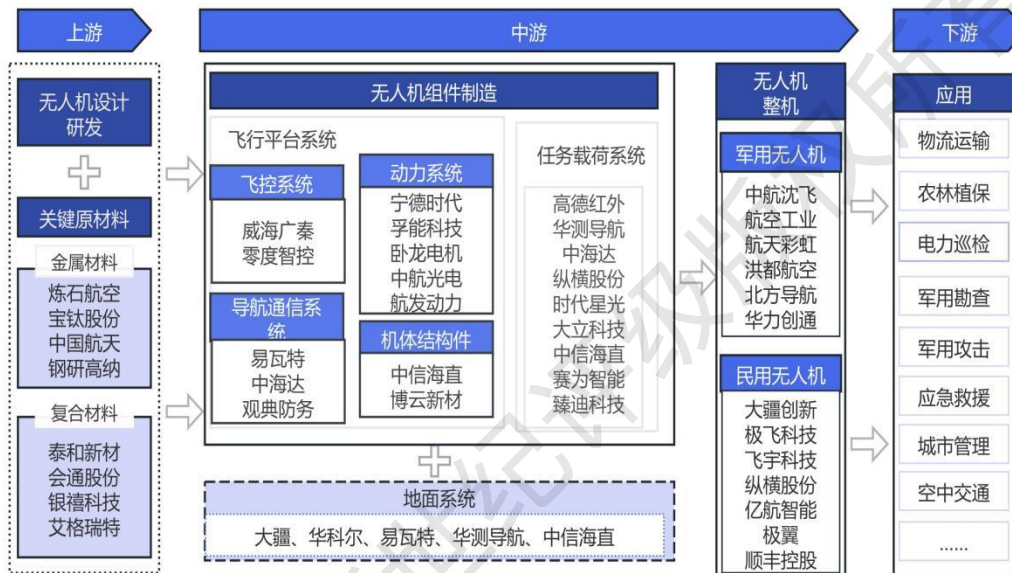 上游
中游
下游
无人机设计
研发
关键原材料
金属材料
炼石航空
宝钛股份
中国航天
钢研高纳
复合材料
泰和新材
会通股份
银禧科技
艾格瑞特
无人机组件制造
飞行平台系统
飞控系统
威海广秦
零度智控
导航通信系
统
易瓦特
中海达
观典防务
动力系统
宁德时代
孚能科技
卧龙电机
中航光电
航发动力
机体结构件
中信海直
博云新材
任务载荷系统
高德红外
华测导航
中海达
纵横股份
时代星光
大立科技
中信海直
赛为智能
臻迪科技
地面系统
大疆、华科尔、易瓦特、华测导航、中信海直
无人机
整机
军用无人机
中航沈飞
航空工业
航天彩虹
洪都航空
北方导航
华力创通
民用无人机
大疆创新
极飞科技
飞宇科技
纵横股份
亿航智能
极翼
顺丰控股
应用
物流运输
农林植保
电力巡检
军用勘查
军用攻击
应急救援
城市管理
空中交通
......
世纪评级版权所有